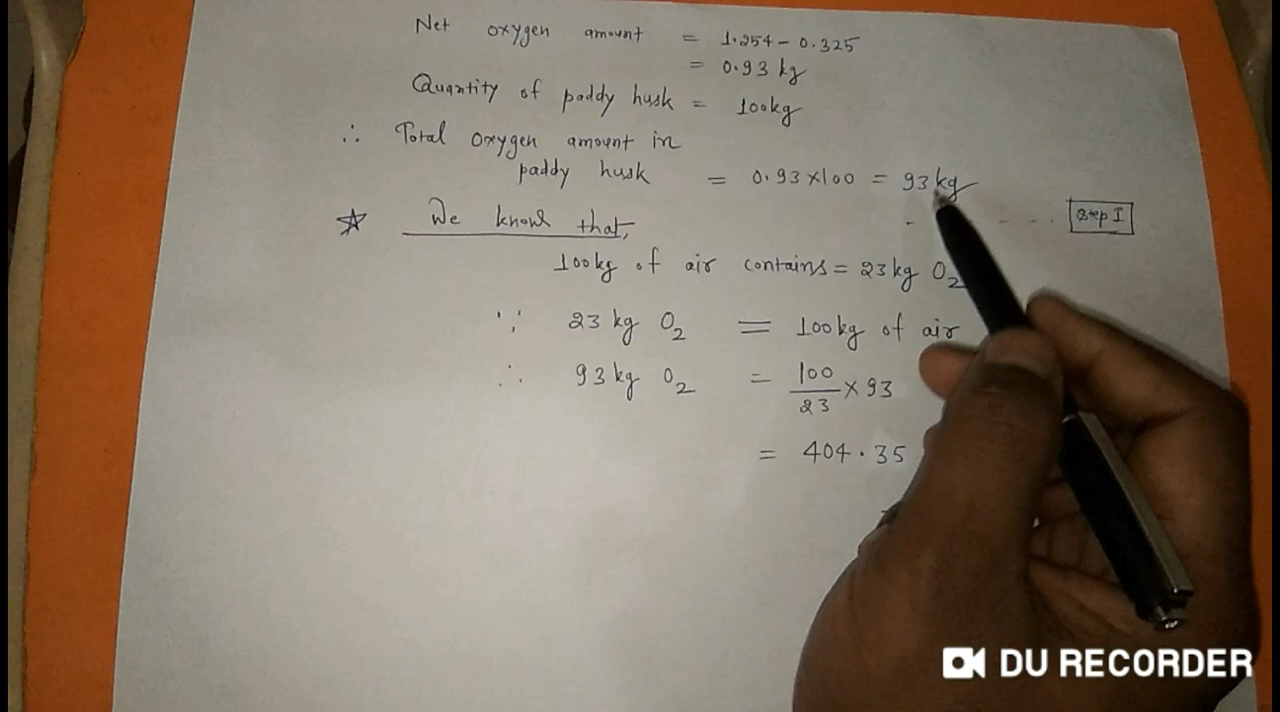 Net oxygen amount = 1.254 - 0.325
= 0.93 kg
Quantity of paddy husk = 100kg
∴ Total oxygen amount in
paddy husk = 0.93 × 100 = 93 kg
Step I
☆ We know that,
100kg of air contains = 23 kg O2
∵ 23 kg O2 = 100kg of air
∴ 93 kg O2 = 100/23 × 93
= 404.35
DU RECORDER